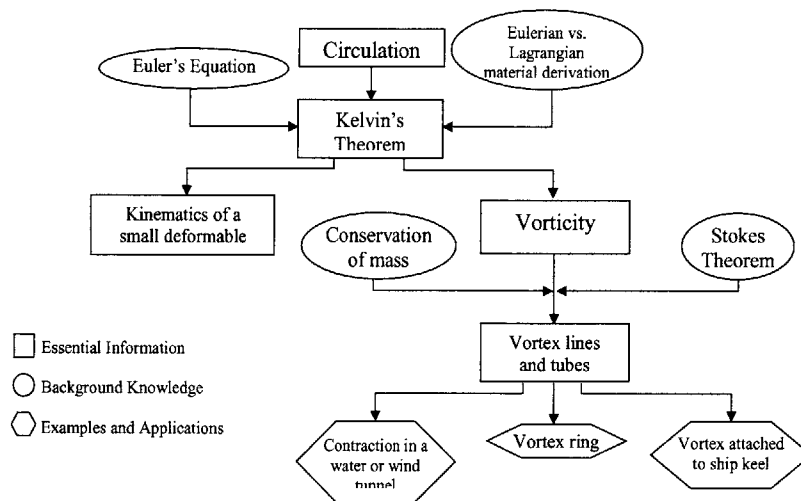 Circulation
Euler's Equation
Eulerian vs.
Lagrangian
material derivation
Kelvin's
Theorem
Kinematics of a
small deformable
Vorticity
Conservation
of mass
Stokes
Theorem
Vortex lines
and tubes
Essential Information
Background Knowledge
Examples and Applications
Contraction in a
water or wind
tunnel
Vortex ring
Vortex attached
to ship keel